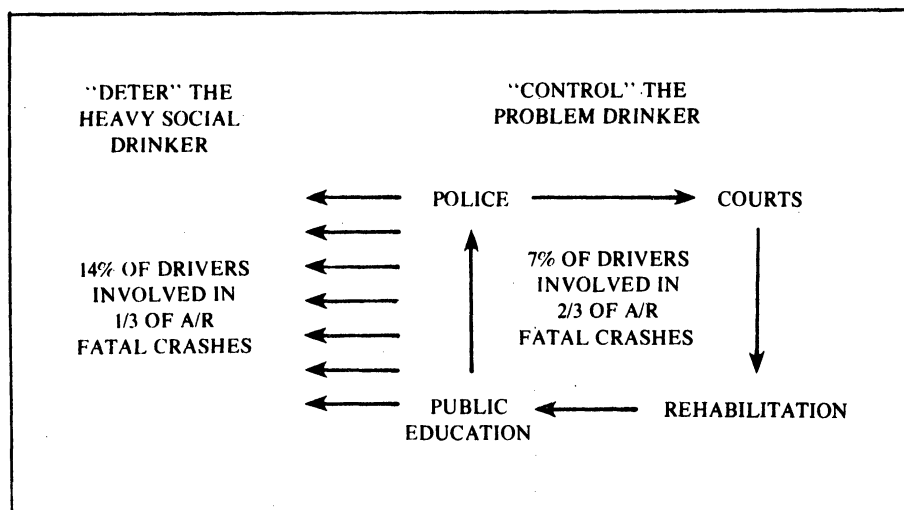 "DETER" THE
HEAVY SOCIAL
DRINKER
"CONTROL" THE
PROBLEM DRINKER
POLICE
COURTS
14% OF DRIVERS
INVOLVED IN
1/3 OF A/R
FATAL CRASHES
7% OF DRIVERS
INVOLVED IN
2/3 OF A/R
FATAL CRASHES
PUBLIC
EDUCATION
REHABILITATION